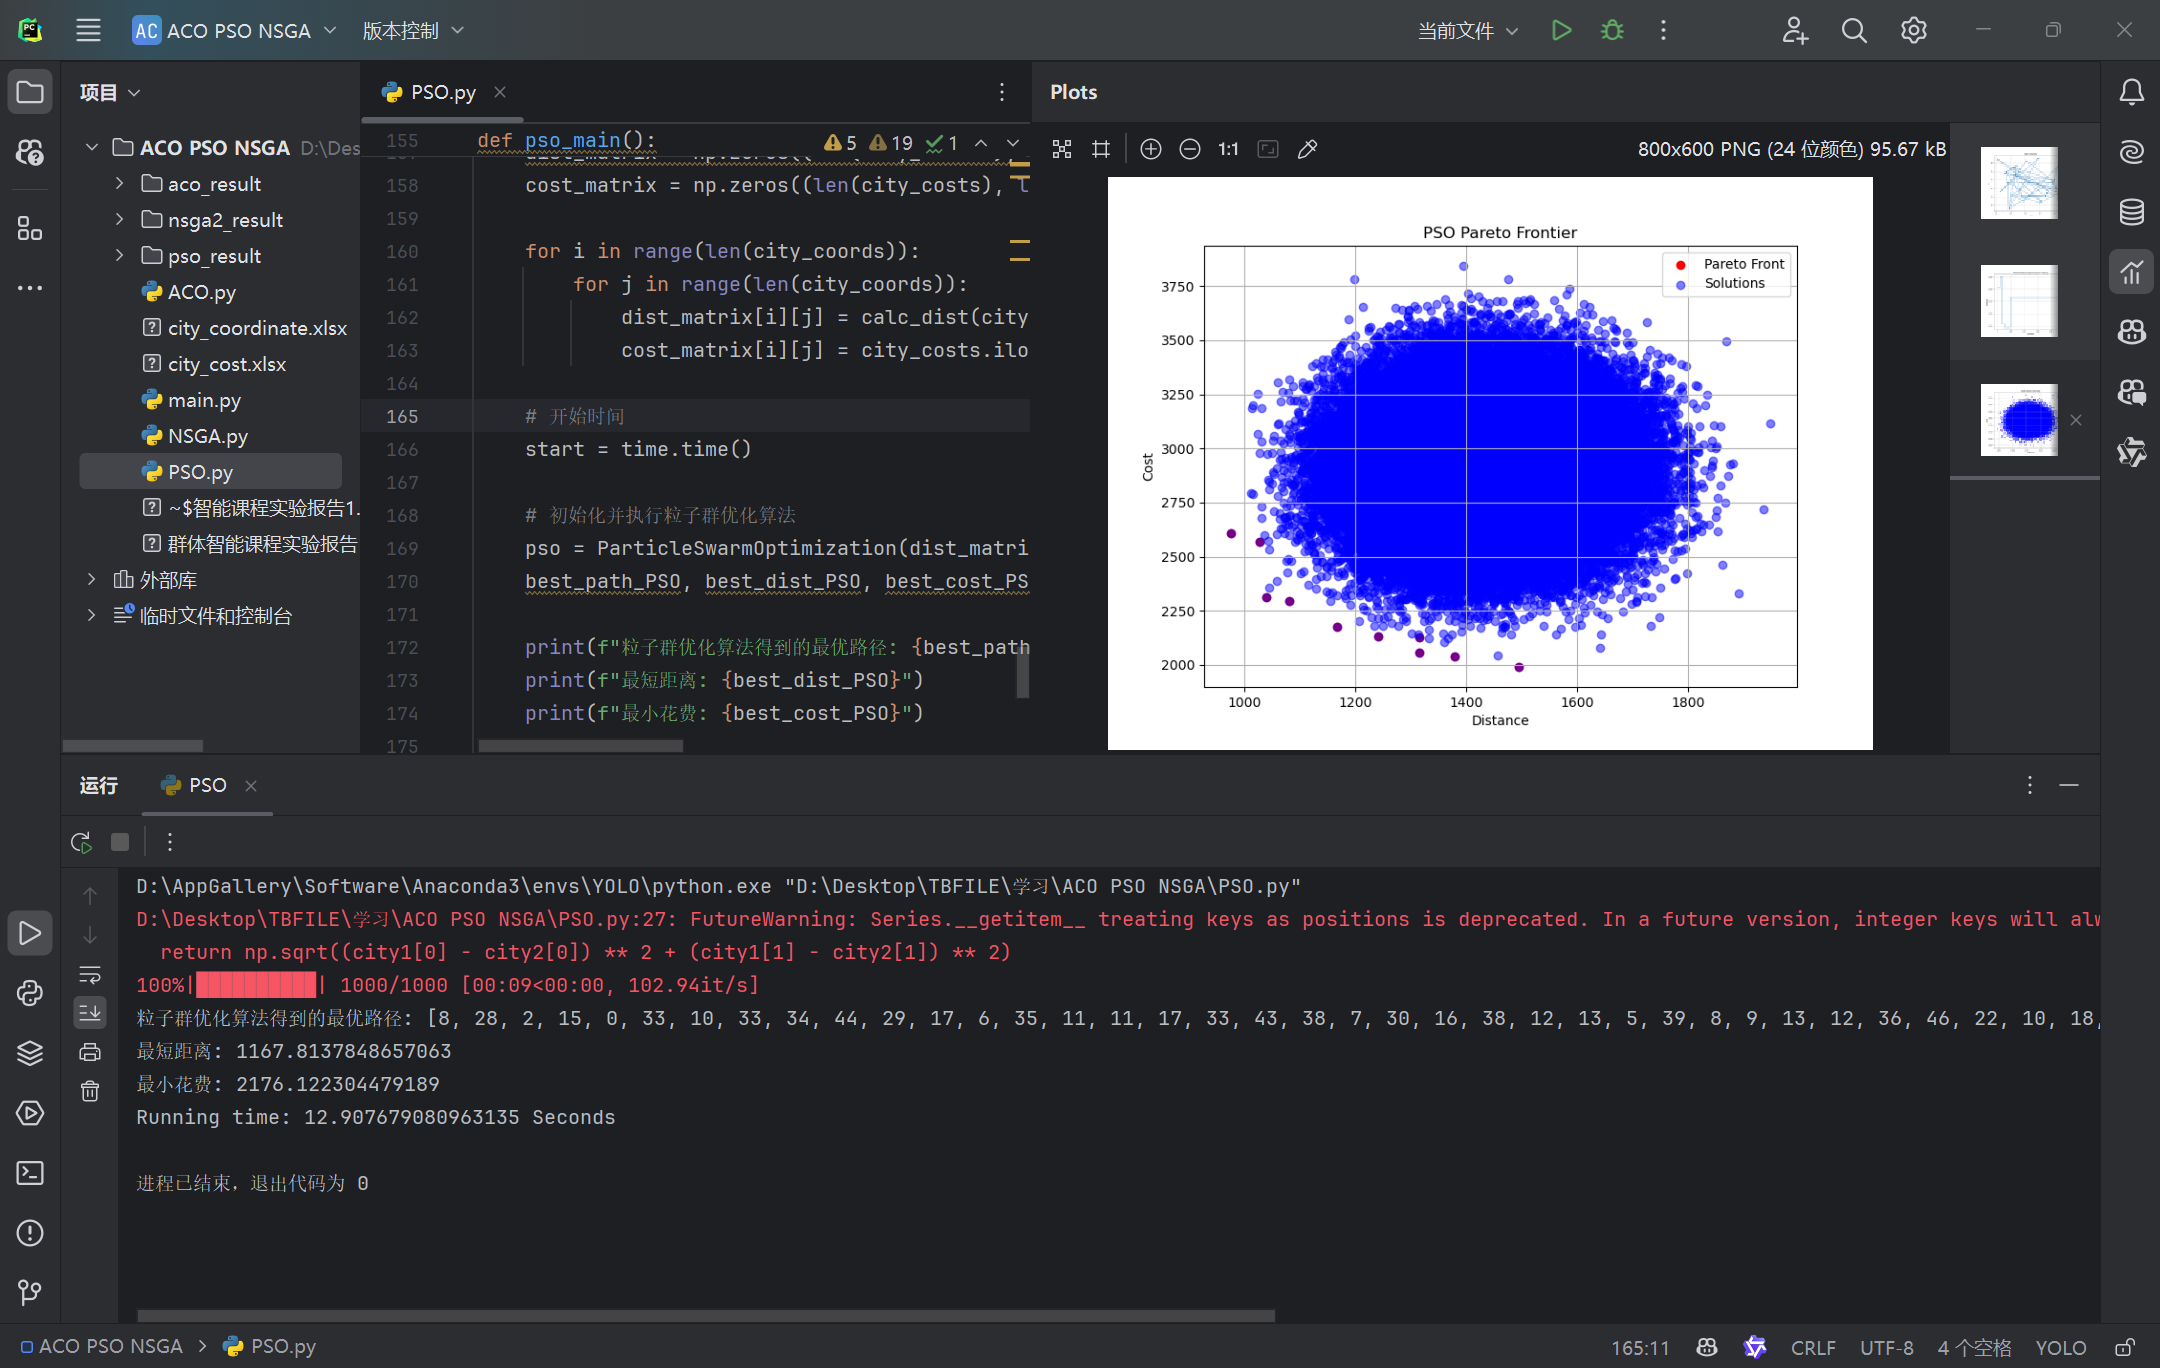 AC ACO PSO NSGA 版本控制 当前文件
项目
ACO PSO NSGA D:\Des
aco_result
nsga2_result
pso_result
ACO.py
city_coordinate.xlsx
city_cost.xlsx
main.py
NSGA.py
PSO.py
~$智能课程实验报告1.
群体智能课程实验报告
外部库
临时文件和控制台
PSO.py
155 def pso_main():
5 19 1
158 cost_matrix = np.zeros((len(city_costs), l
159
160 for i in range(len(city_coords)):
161 for j in range(len(city_coords)):
162 dist_matrix[i][j] = calc_dist(city
163 cost_matrix[i][j] = city_costs.ilo
164
165 # 开始时间
166 start = time.time()
167
168 # 初始化并执行粒子群优化算法
169 pso = ParticleSwarmOptimization(dist_matri
170 best_path_PSO, best_dist_PSO, best_cost_PS
171
172 print(f"粒子群优化算法得到的最优路径: {best_path
173 print(f"最短距离: {best_dist_PSO}")
174 print(f"最小花费: {best_cost_PSO}")
175
Plots
1:1
800x600 PNG (24 位颜色) 95.67 kB
PSO Pareto Frontier
Pareto Front
Solutions
3750
3500
3250
3000
2750
2500
2250
2000
Cost
1000 1200 1400 1600 1800
Distance
运行 PSO
D:\AppGallery\Software\Anaconda3\envs\YOLO\python.exe "D:\Desktop\TBFILE\学习\ACO PSO NSGA\PSO.py"
D:\Desktop\TBFILE\学习\ACO PSO NSGA\PSO.py:27: FutureWarning: Series.__getitem__ treating keys as positions is deprecated. In a future version, integer keys will alw
return np.sqrt((city1[0] - city2[0]) ** 2 + (city1[1] - city2[1]) ** 2)
100%|██████████| 1000/1000 [00:09<00:00, 102.94it/s]
粒子群优化算法得到的最优路径: [8, 28, 2, 15, 0, 33, 10, 33, 34, 44, 29, 17, 6, 35, 11, 11, 17, 33, 43, 38, 7, 30, 16, 38, 12, 13, 5, 39, 8, 9, 13, 12, 36, 46, 22, 10, 18,
最短距离: 1167.8137848657063
最小花费: 2176.122304479189
Running time: 12.907679080963135 Seconds
进程已结束，退出代码为 0
ACO PSO NSGA PSO.py
165:11 CRLF UTF-8 4 个空格 YOLO